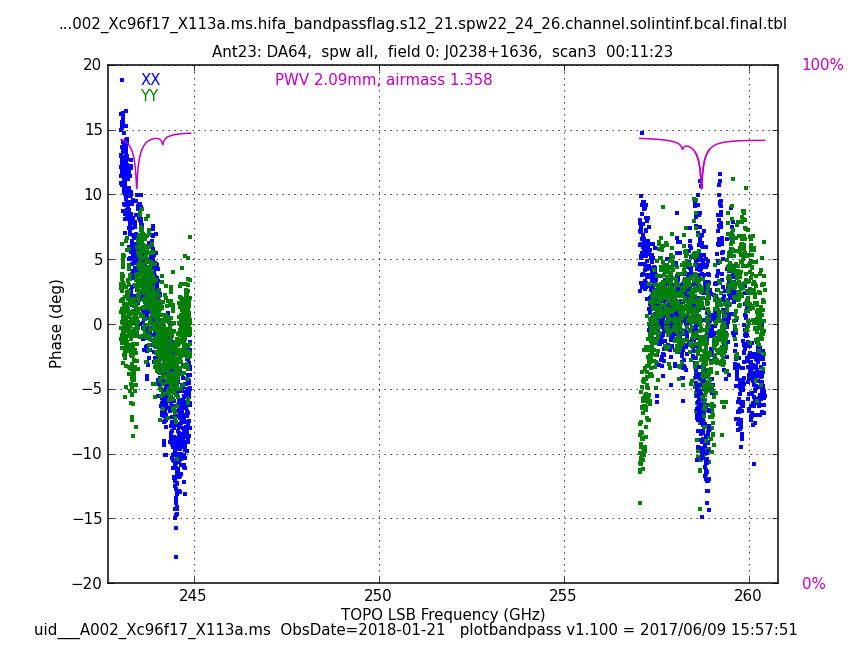 ...002_Xc96f17_X113a.ms.hifa_bandpassflag.s12_21.spw22_24_26.channel.solintinf.bcal.final.tbl
Ant23: DA64, spw all, field 0: J0238+1636, scan3 00:11:23
20
100%
XX
PWV 2.09mm, airmass 1.358
YY
15
10
5
0
−5
−10
−15
−20
0%
Phase (deg)
245
250
255
260
TOPO LSB Frequency (GHz)
uid___A002_Xc96f17_X113a.ms ObsDate=2018-01-21 plotbandpass v1.100 = 2017/06/09 15:57:51